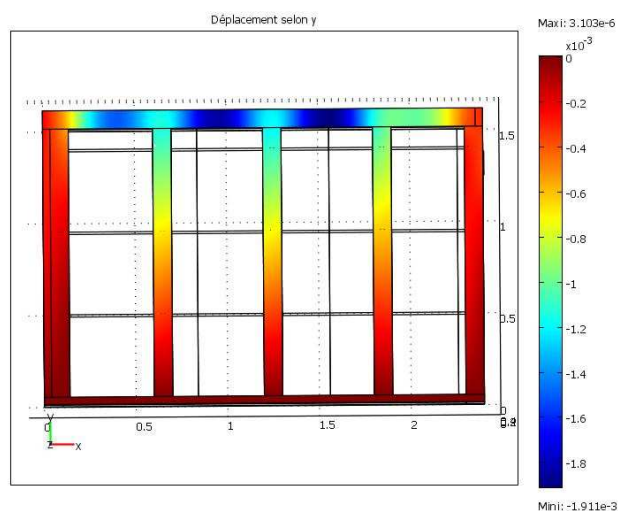 Déplacement selon y
Maxi: 3.103e-6
x10⁻³
0
-0.2
-0.4
-0.6
-0.8
-1
-1.2
-1.4
-1.6
-1.8
Mini: -1.911e-3
1.5
1
0.5
0
0 0.5 1 1.5 2
y
z x